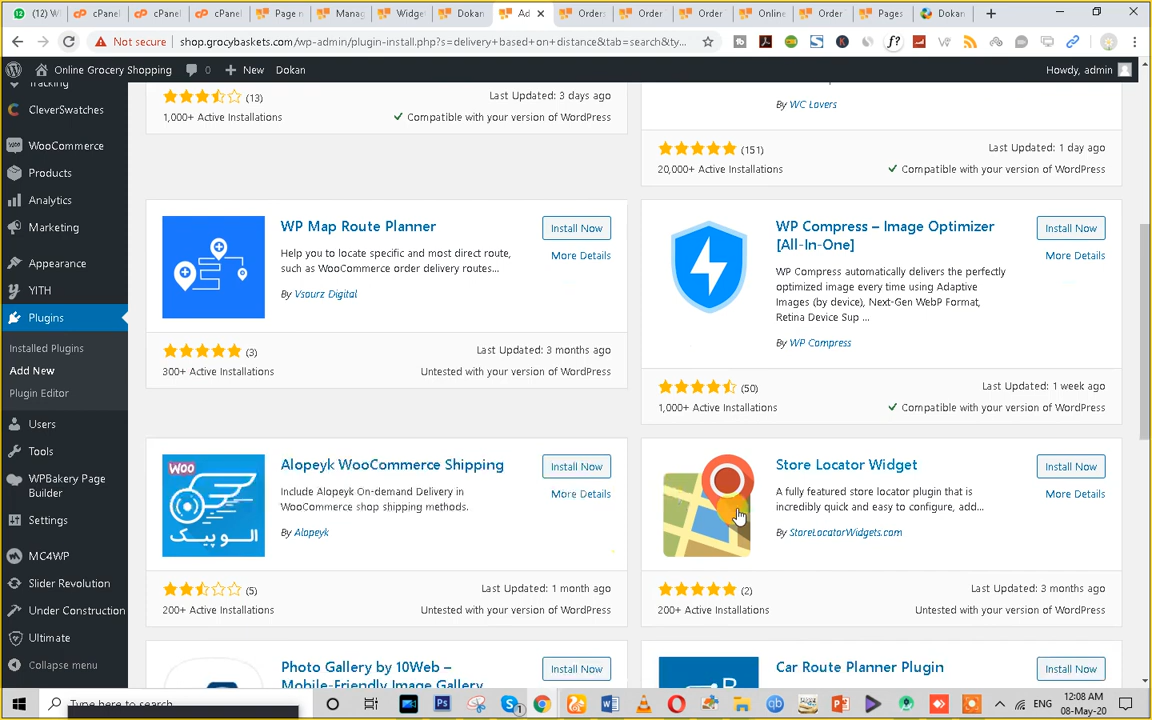 (12) W
cPanel
cPanel
cPanel
Page n
Manag
Widge
Dokan
Ad
Order
Order
Order
Online
Order
Pages
Dokan
Not secure
shop.grocybaskets.com/wp-admin/plugin-install.php?s=delivery+based+on+distance&tab=search&ty...
Online Grocery Shopping
0
New
Dokan
Howdy, admin
Tracking
CleverSwatches
WooCommerce
Products
Analytics
Marketing
Appearance
YITH
Plugins
Installed Plugins
Add New
Plugin Editor
Users
Tools
WPBakery Page
Builder
Settings
MC4WP
Slider Revolution
Under Construction
Ultimate
Collapse menu
(13)
Last Updated: 3 days ago
1,000+ Active Installations
Compatible with your version of WordPress
By WC Lovers
(151)
Last Updated: 1 day ago
20,000+ Active Installations
Compatible with your version of WordPress
WP Map Route Planner
Install Now
Help you to locate specific and most direct route,
such as WooCommerce order delivery routes...
More Details
By Vsourz Digital
(3)
Last Updated: 3 months ago
300+ Active Installations
Untested with your version of WordPress
WP Compress – Image Optimizer
[All-In-One]
Install Now
More Details
WP Compress automatically delivers the perfectly
optimized image every time using Adaptive
Images (by device), Next-Gen WebP Format,
Retina Device Sup ...
By WP Compress
(50)
Last Updated: 1 week ago
1,000+ Active Installations
Compatible with your version of WordPress
WOO
الوپیک
Alopeyk WooCommerce Shipping
Install Now
Include Alopeyk On-demand Delivery in
WooCommerce shop shipping methods.
More Details
By Alopeyk
(5)
Last Updated: 1 month ago
200+ Active Installations
Untested with your version of WordPress
Store Locator Widget
Install Now
A fully featured store locator plugin that is
incredibly quick and easy to configure, add...
More Details
By StoreLocatorWidgets.com
(2)
Last Updated: 3 months ago
200+ Active Installations
Untested with your version of WordPress
Photo Gallery by 10Web –
Mobile-Friendly Image Gallery
Install Now
Car Route Planner Plugin
Install Now
Type here to search
ENG
12:08 AM
08-May-20